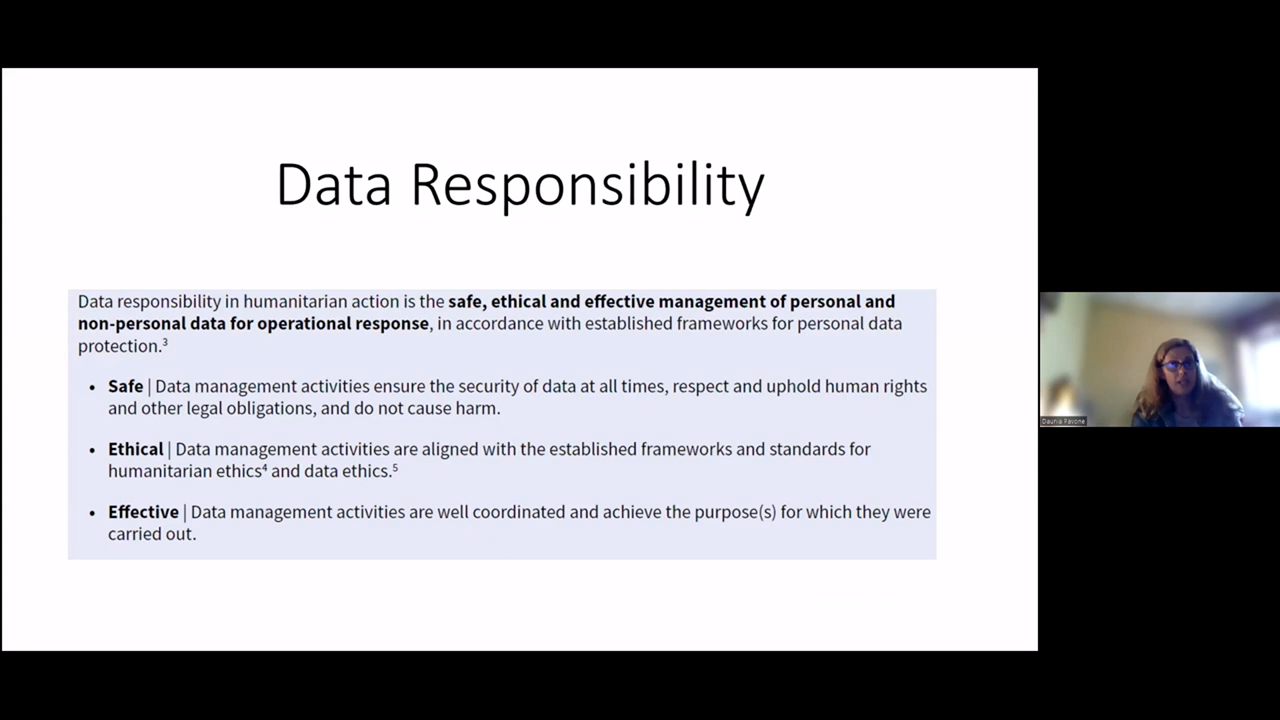 Data Responsibility
Data responsibility in humanitarian action is the safe, ethical and effective management of personal and
non-personal data for operational response, in accordance with established frameworks for personal data
protection.³
• Safe | Data management activities ensure the security of data at all times, respect and uphold human rights
and other legal obligations, and do not cause harm.
• Ethical | Data management activities are aligned with the established frameworks and standards for
humanitarian ethics⁴ and data ethics.⁵
• Effective | Data management activities are well coordinated and achieve the purpose(s) for which they were
carried out.
Daunia Pavone